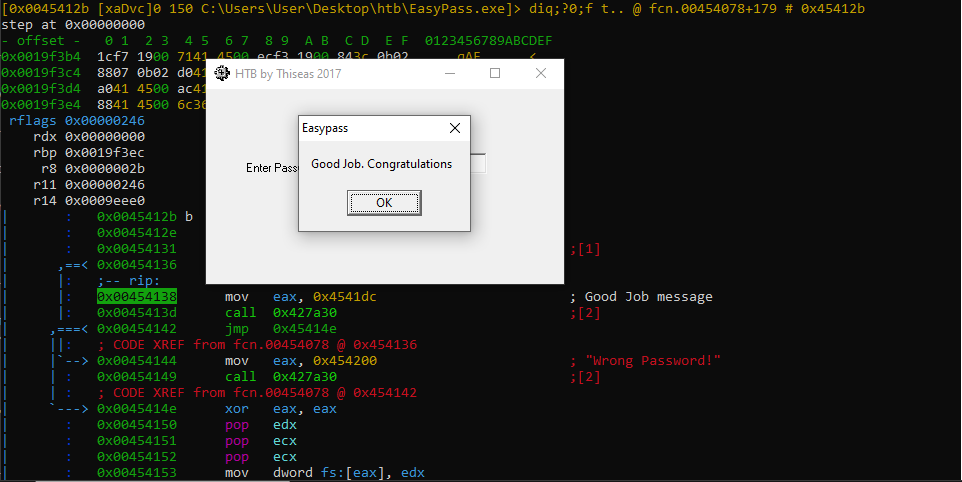 [0x0045412b [xaDvc]0 150 C:\Users\User\Desktop\htb\EasyPass.exe]> diq;?0;f t.. @ fcn.00454078+179 # 0x45412b
step at 0x00000000
- offset -   0 1  2 3  4 5  6 7  8 9  A B  C D  E F  0123456789ABCDEF
0x0019f3b4  1cf7 1900 7141 4500 ecf3 1900 843c 0b02
0x0019f3c4  8807 0b02 d041
0x0019f3d4  a041 4500 ac41
0x0019f3e4  8841 4500 6c36
HTB by Thiseas 2017
Easypass
Good Job. Congratulations
Enter Passw
OK
rflags 0x00000246
rdx 0x00000000
rbp 0x0019f3ec
r8 0x0000002b
r11 0x00000246
r14 0x0009eee0
| : 0x0045412b b
| : 0x0045412e
| : 0x00454131 ;[1]
| ,==< 0x00454136
| |: ;-- rip:
| |: 0x00454138 mov eax, 0x4541dc ; Good Job message
| |: 0x0045413d call 0x427a30 ;[2]
| ,===< 0x00454142 jmp 0x45414e
| ||: ; CODE XREF from fcn.00454078 @ 0x454136
| |`--> 0x00454144 mov eax, 0x454200 ; "Wrong Password!"
| | : 0x00454149 call 0x427a30 ;[2]
| | : ; CODE XREF from fcn.00454078 @ 0x454142
| `---> 0x0045414e xor eax, eax
| : 0x00454150 pop edx
| : 0x00454151 pop ecx
| : 0x00454152 pop ecx
| : 0x00454153 mov dword fs:[eax], edx